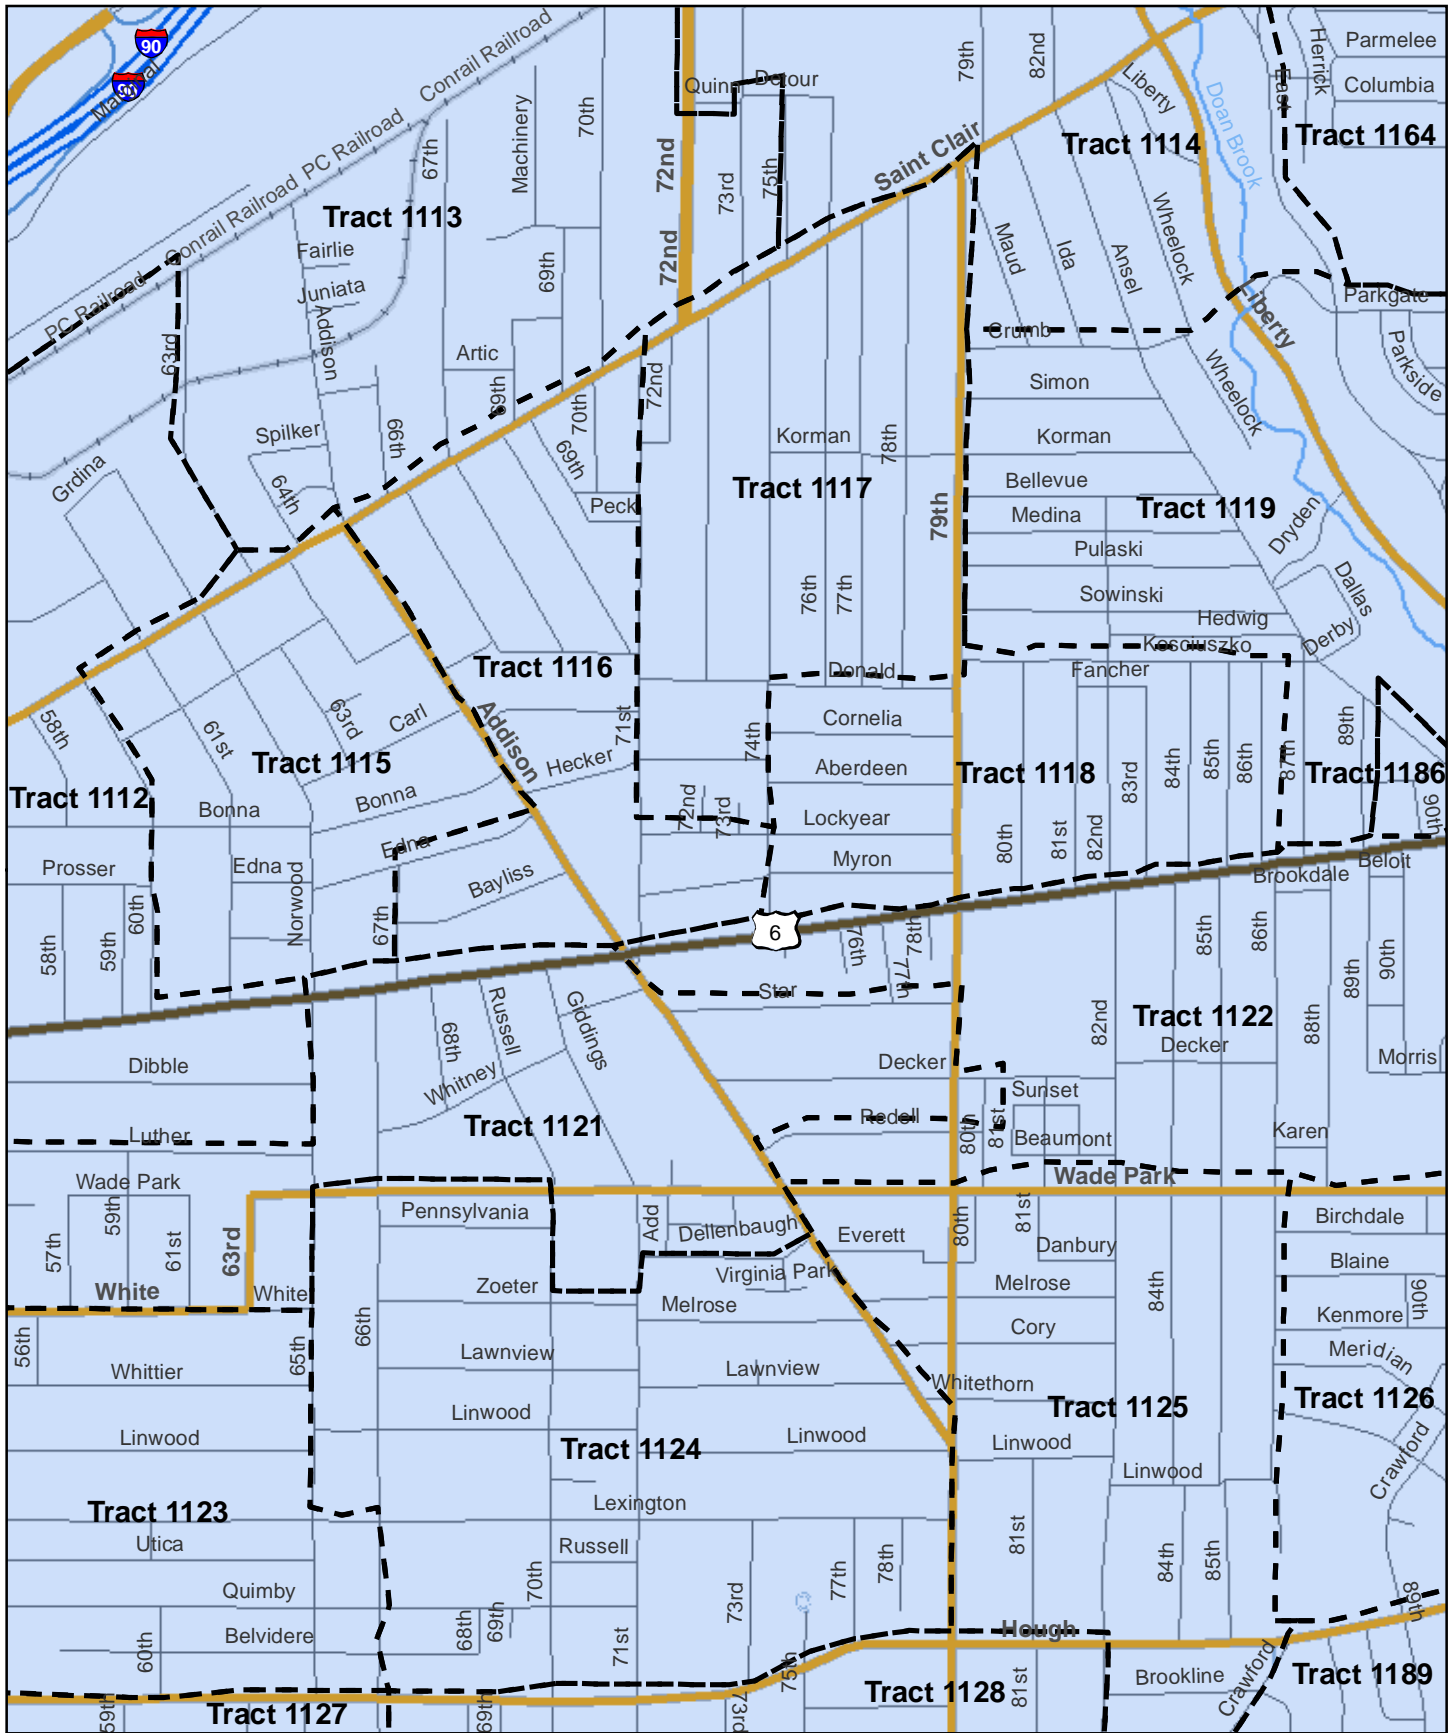 90
90
Marginal
Conrail Railroad
PC Railroad
Conrail Railroad
PC Railroad
Machinery
70th
67th
Quinn
Detour
72nd
73rd
75th
79th
82nd
Liberty
Doan Brook
East
Herrick
Parmelee
Columbia
Tract 1164
Tract 1114
Saint Clair
Tract 1113
Fairlie
Juniata
Addison
63rd
69th
72nd
Maud
Ida
Ansel
Wheelock
Liberty
Parkgate
Parkside
Crumb
Artic
69th
70th
72nd
Simon
Wheelock
Spilker
66th
64th
Grdina
69th
Peck
Korman
78th
Korman
Tract 1117
Bellevue
Medina
Tract 1119
79th
Pulaski
Dryden
76th
77th
Sowinski
Hedwig
Dallas
Derby
Kosciuszko
Tract 1116
Donald
Fancher
58th
61st
63rd
Carl
Addison
71st
74th
Cornelia
89th
Tract 1115
Hecker
Aberdeen
Tract 1118
83rd
84th
85th
86th
87th
Tract 1186
Tract 1112
Bonna
Bonna
72nd
73rd
Lockyear
80th
81st
82nd
90th
Edna
Myron
Beloit
Prosser
Edna
Norwood
Bayliss
Brookdale
58th
59th
60th
67th
6
76th
77th
78th
85th
86th
89th
90th
Star
68th
Russell
Giddings
82nd
Tract 1122
88th
Dibble
Whitney
Decker
Decker
Morris
Sunset
Luther
Tract 1121
Redell
80th
81st
Beaumont
Karen
Wade Park
Wade Park
57th
59th
61st
63rd
Pennsylvania
Add
Dellenbaugh
Everett
80th
81st
Danbury
Birchdale
Virginia Park
Blaine
White
White
Zoeter
Melrose
Melrose
84th
Kenmore
90th
56th
65th
66th
Cory
Meridian
Whittier
Lawnview
Lawnview
Whitethorn
Tract 1126
Linwood
Tract 1125
Linwood
Tract 1124
Linwood
Linwood
Linwood
Crawford
Tract 1123
Lexington
Utica
Russell
81st
84th
85th
Quimby
70th
73rd
77th
78th
89th
Belvidere
60th
68th
69th
71st
75th
Hough
Tract 1127
59th
69th
73rd
Tract 1128
81st
Brookline
Crawford
Tract 1189